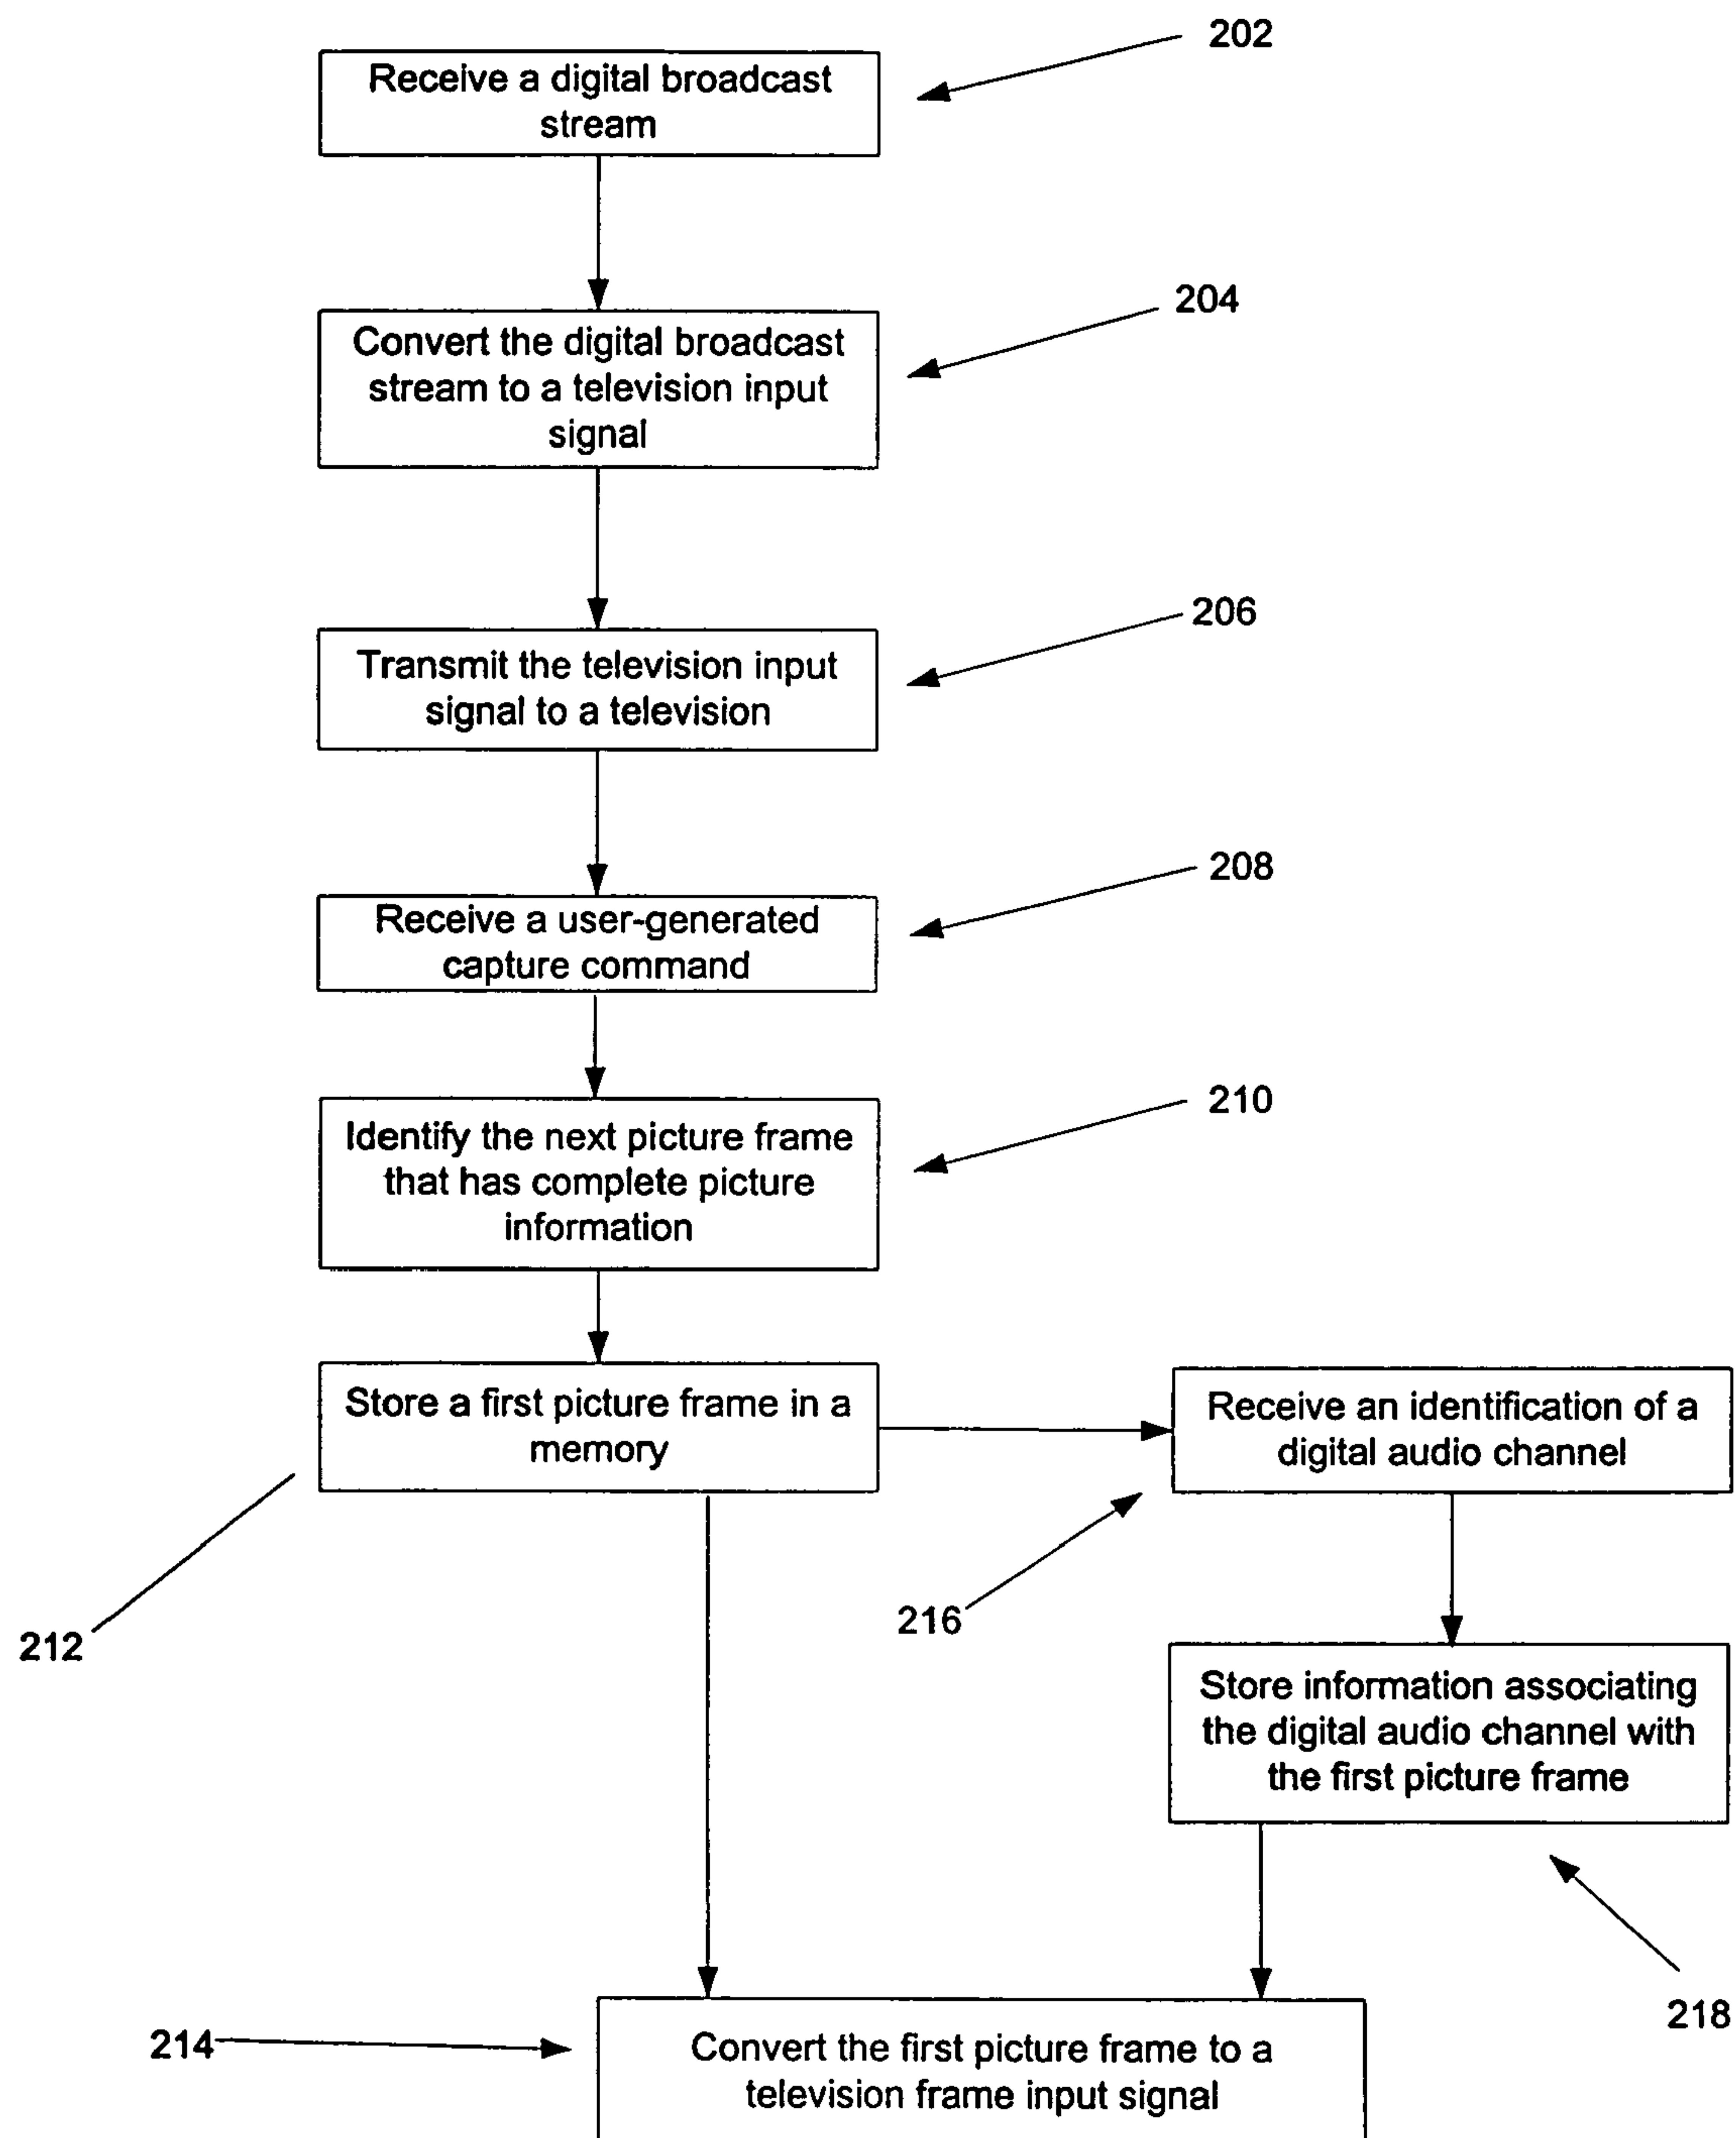 202
Receive a digital broadcast
stream
204
Convert the digital broadcast
stream to a television input
signal
206
Transmit the television input
signal to a television
208
Receive a user-generated
capture command
210
Identify the next picture frame
that has complete picture
information
Store a first picture frame in a
memory
Receive an identification of a
digital audio channel
212
216
Store information associating
the digital audio channel with
the first picture frame
218
214
Convert the first picture frame to a
television frame input signal